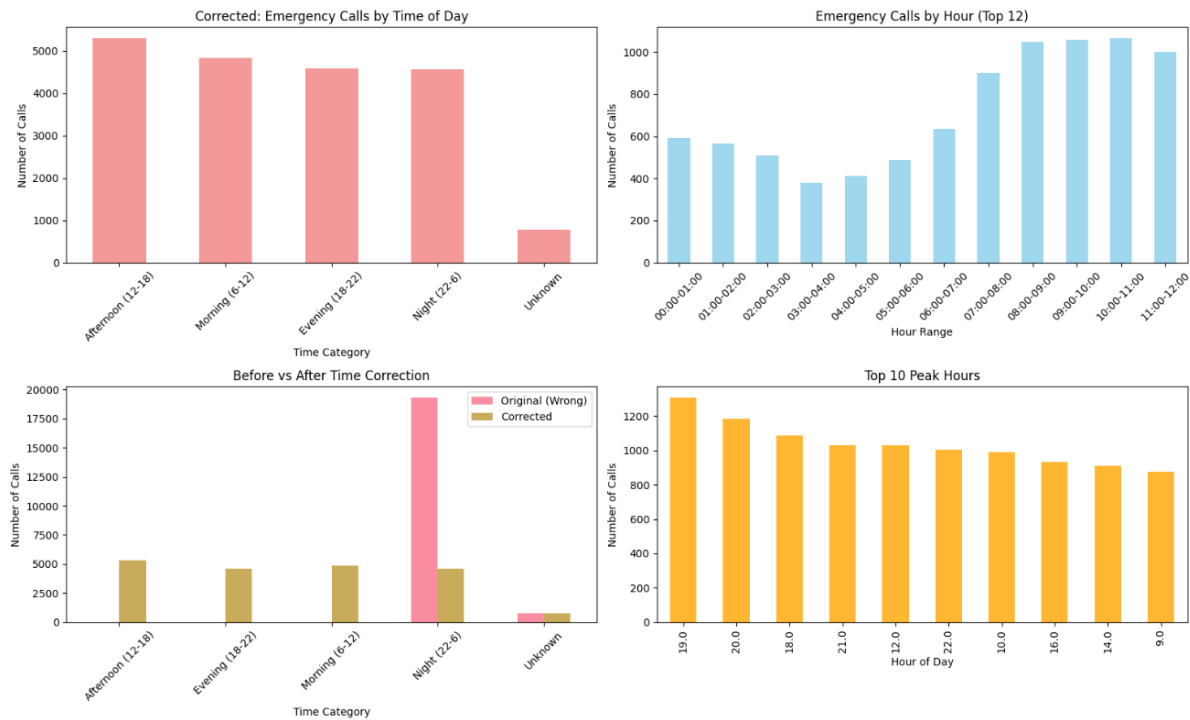 Corrected: Emergency Calls by Time of Day
Number of Calls
5000
4000
3000
2000
1000
0
Afternoon (12-18)
Morning (6-12)
Evening (18-22)
Night (22-6)
Unknown
Time Category
Emergency Calls by Hour (Top 12)
Number of Calls
1000
800
600
400
200
0
00:00-01:00
01:00-02:00
02:00-03:00
03:00-04:00
04:00-05:00
05:00-06:00
06:00-07:00
07:00-08:00
08:00-09:00
09:00-10:00
10:00-11:00
11:00-12:00
Hour Range
Before vs After Time Correction
Number of Calls
20000
17500
15000
12500
10000
7500
5000
2500
0
Original (Wrong)
Corrected
Afternoon (12-18)
Evening (18-22)
Morning (6-12)
Night (22-6)
Unknown
Time Category
Top 10 Peak Hours
Number of Calls
1200
1000
800
600
400
200
0
19.0
20.0
18.0
21.0
12.0
22.0
10.0
16.0
14.0
9.0
Hour of Day